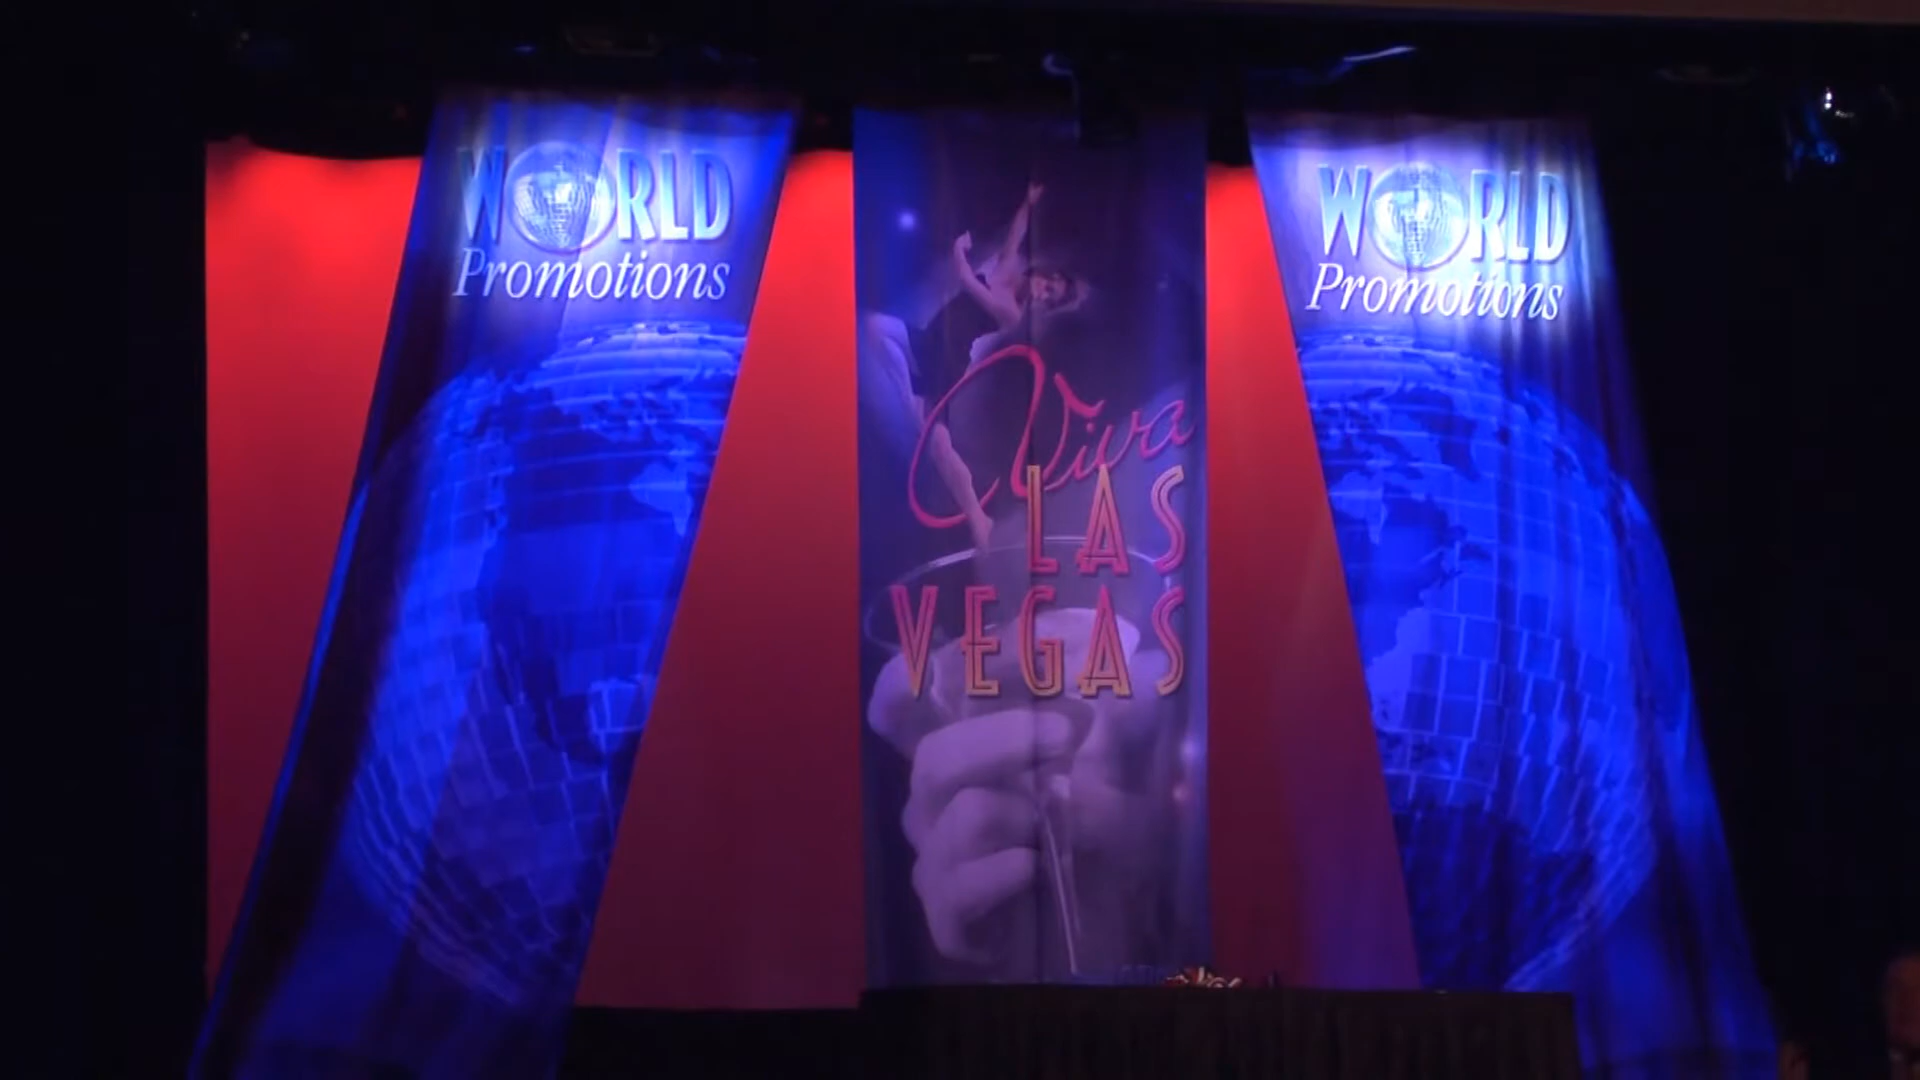 WORLD
Promotions
Viva
LAS
VEGAS
WORLD
Promotions